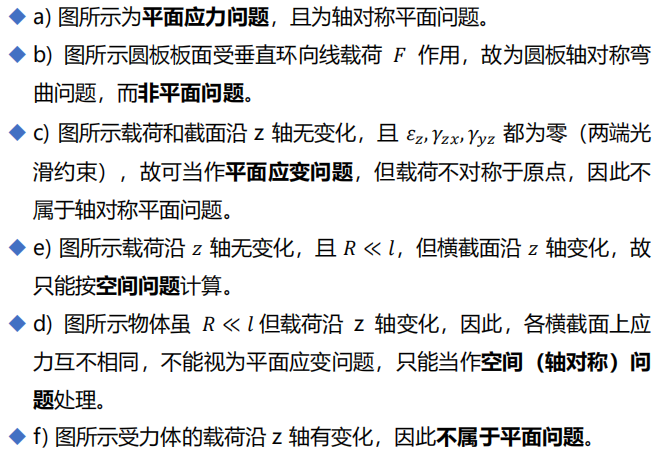 ◆ a) 图所示为平面应力问题，且为轴对称平面问题。
◆ b) 图所示圆板板面受垂直环向线载荷 F 作用，故为圆板轴对称弯
曲问题，而非平面问题。
◆ c) 图所示载荷和截面沿 z 轴无变化，且 ε_z, γ_zx, γ_yz 都为零（两端光
滑约束），故可当作平面应变问题，但载荷不对称于原点，因此不
属于轴对称平面问题。
◆ e) 图所示载荷沿 z 轴无变化，且 R ≪ l，但横截面沿 z 轴变化，故
只能按空间问题计算。
◆ d) 图所示物体虽 R ≪ l 但载荷沿 z 轴变化，因此，各横截面上应
力互不相同，不能视为平面应变问题，只能当作空间（轴对称）问
题处理。
◆ f) 图所示受力体的载荷沿 z 轴有变化，因此不属于平面问题。